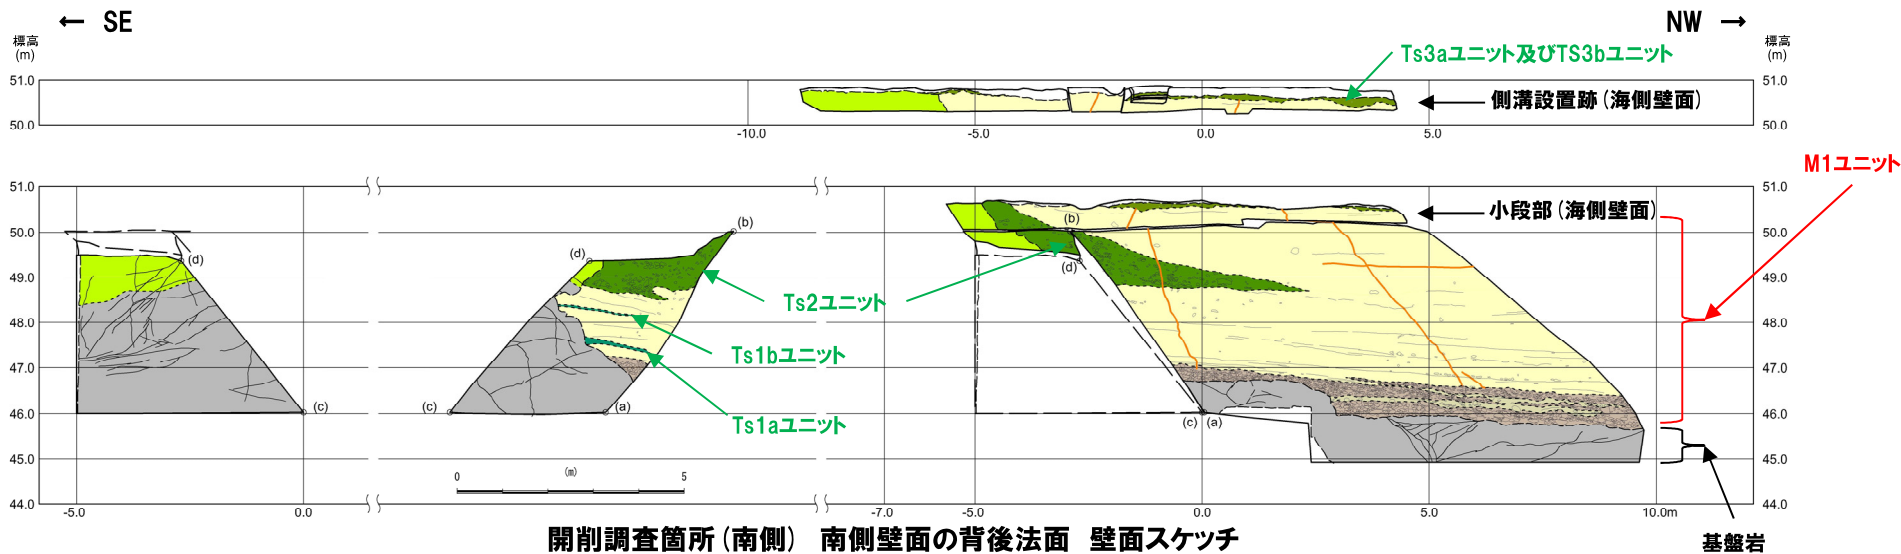 ← SE
NW →
標高
(m)
標高
(m)
Ts3aユニット及びTS3bユニット
51.0
51.0
側溝設置跡(海側壁面)
50.0
50.0
-10.0
-5.0
0.0
5.0
M1ユニット
51.0
51.0
小段部(海側壁面)
(b)
(b)
50.0
50.0
(d)
(d)
(d)
49.0
49.0
Ts2ユニット
48.0
48.0
Ts1bユニット
47.0
47.0
46.0
(c)
(c)
(a)
(c)
(a)
46.0
Ts1aユニット
45.0
45.0
(m)
0
5
44.0
44.0
-5.0
0.0
-7.0
-5.0
0.0
5.0
10.0m
開削調査箇所(南側) 南側壁面の背後法面 壁面スケッチ
基盤岩